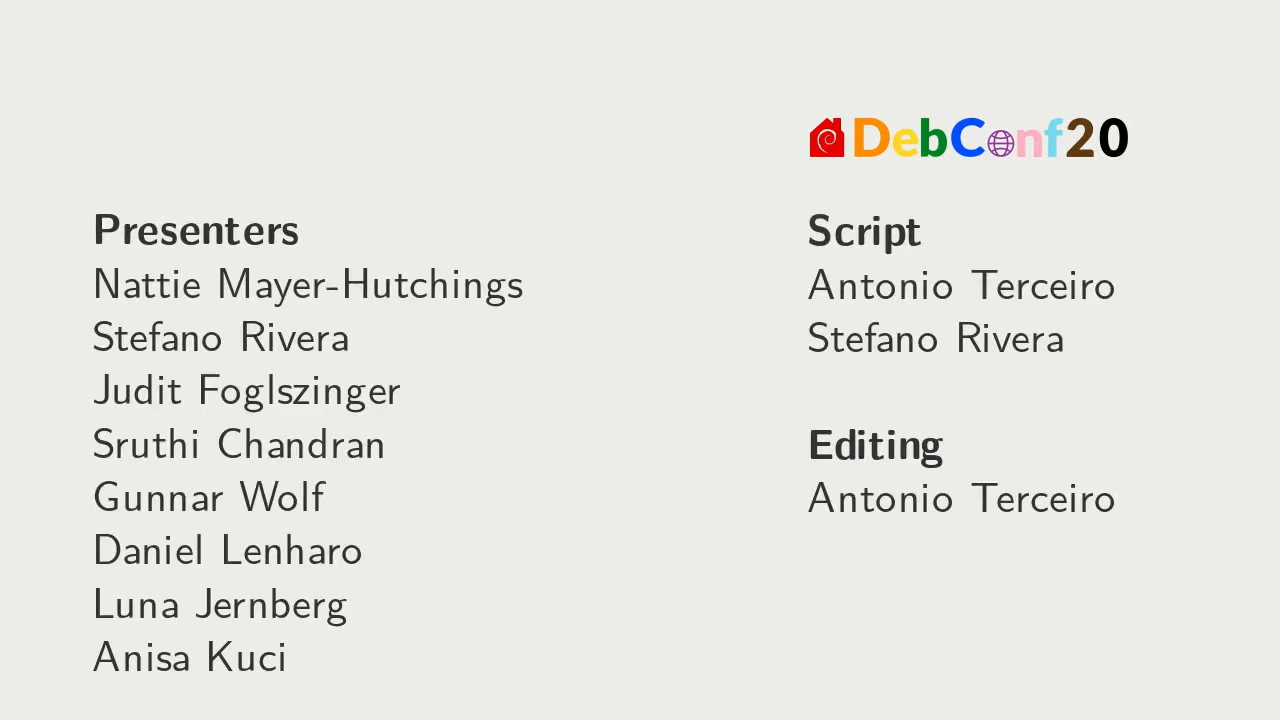 DebConf20
Presenters
Nattie Mayer-Hutchings
Stefano Rivera
Judit Foglszinger
Sruthi Chandran
Gunnar Wolf
Daniel Lenharo
Luna Jernberg
Anisa Kuci
Script
Antonio Terceiro
Stefano Rivera
Editing
Antonio Terceiro